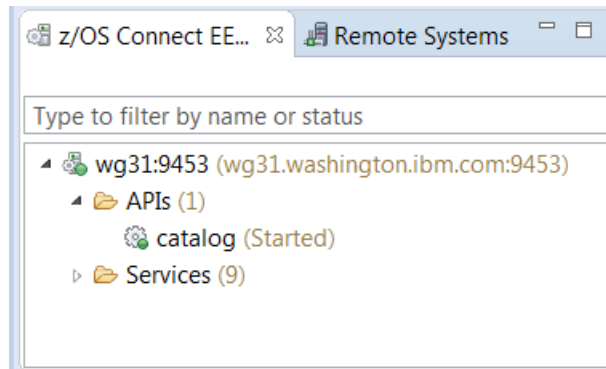 z/OS Connect EE... Remote Systems
Type to filter by name or status
wg31:9453 (wg31.washington.ibm.com:9453)
APIs (1)
catalog (Started)
Services (9)